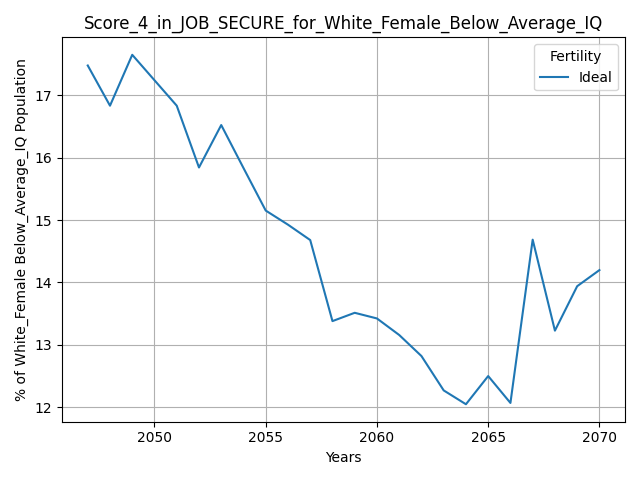 Score_4_in_JOB_SECURE_for_White_Female_Below_Average_IQ
Fertility
Ideal
% of White_Female Below_Average_IQ Population
17
16
15
14
13
12
2050
2055
2060
2065
2070
Years